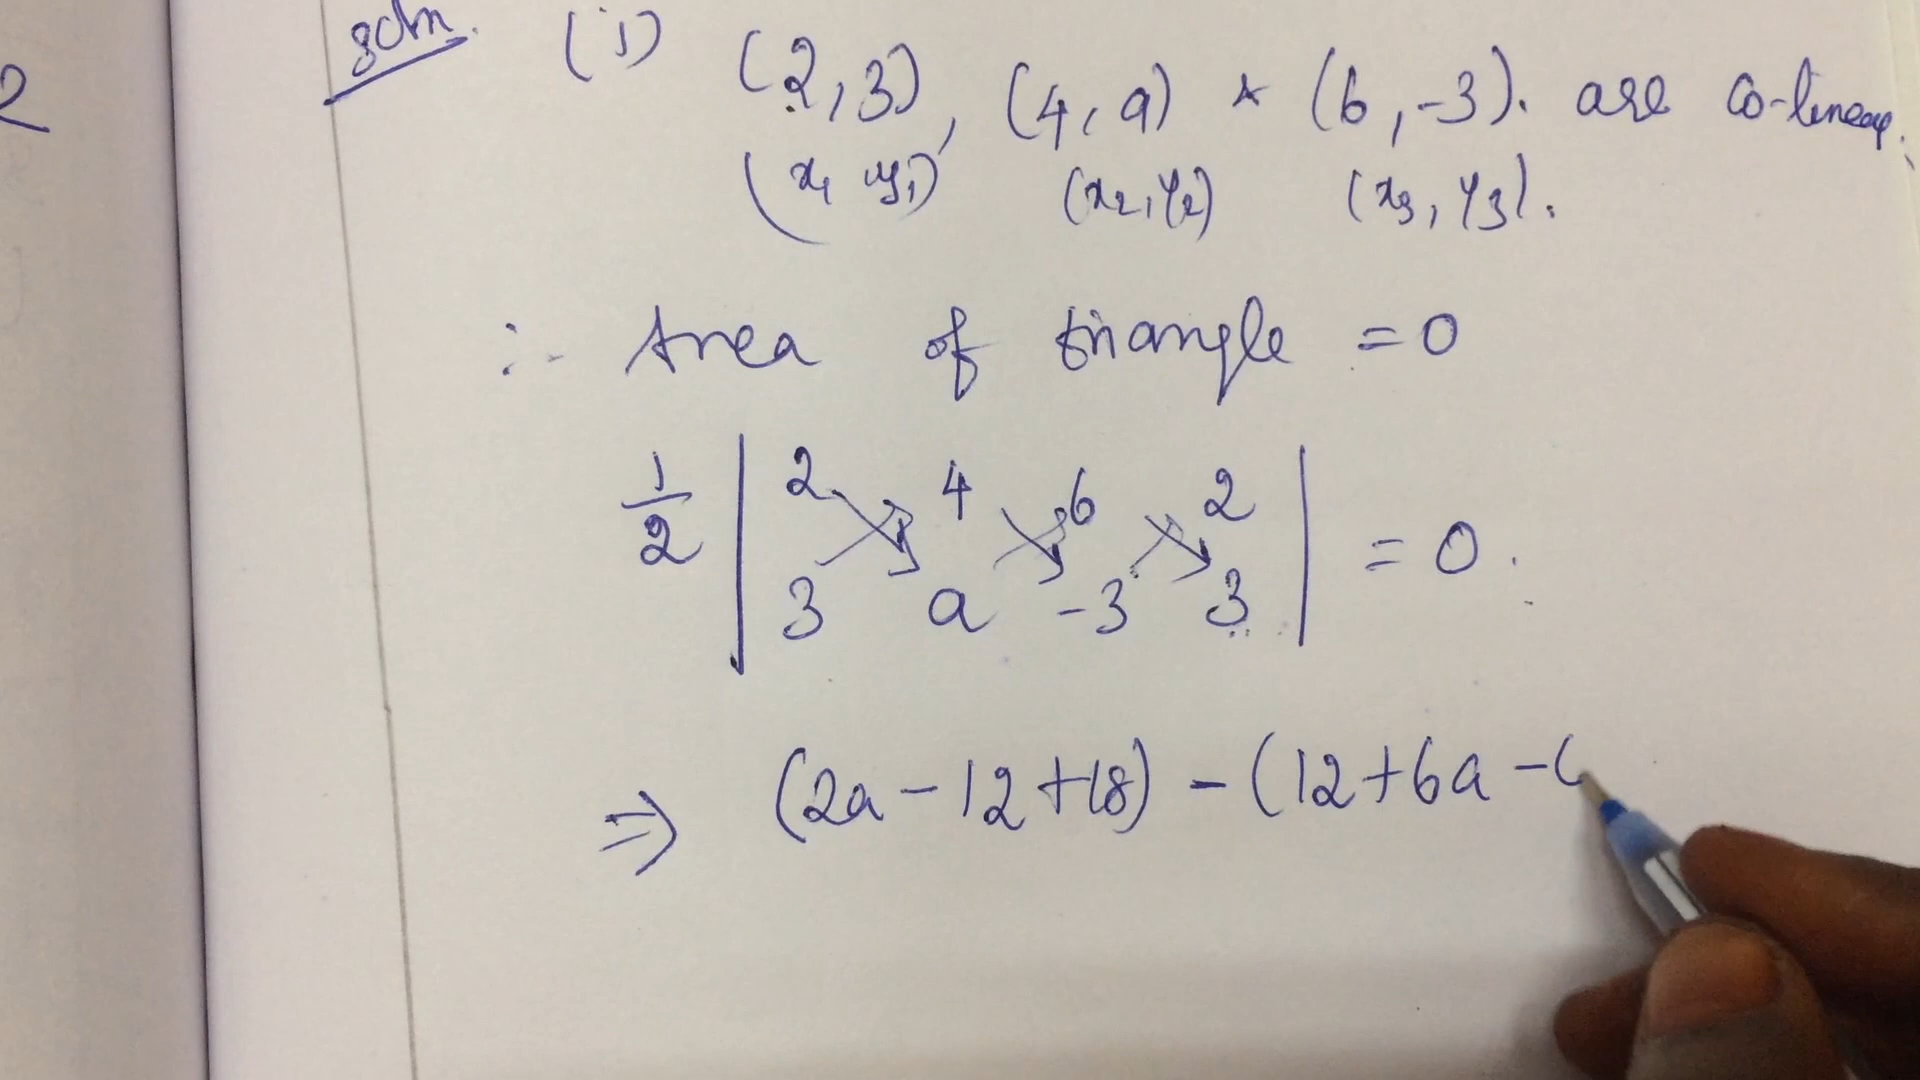 2
Soln. (i) (2,3), (4,a) & (6,-3). are co-linear.
(x1 y1) (x2,y2) (x3,y3).
∴ Area of triangle = 0
1/2 | 2 4 6 2 | = 0.
3 a -3 3
⇒ (2a - 12 + 18) - (12 + 6a -